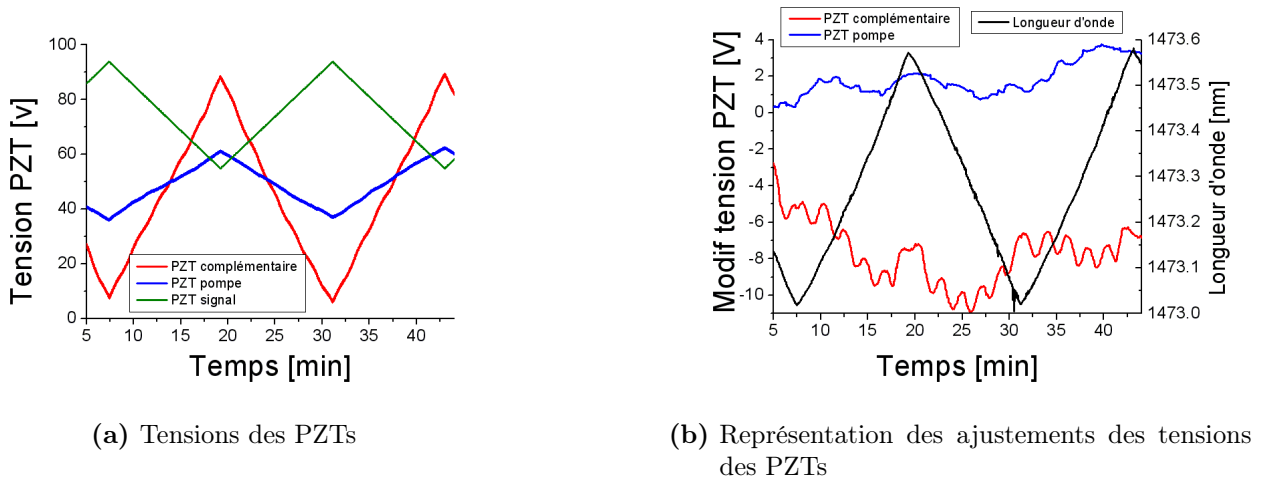 100
80
60
40
20
0
5
10
15
20
25
30
35
40
Tension PZT [v]
Temps [min]
PZT complémentaire
PZT pompe
PZT signal
(a) Tensions des PZTs
PZT complémentaire
PZT pompe
Longueur d'onde
4
2
0
-2
-4
-6
-8
-10
Modif tension PZT [V]
5
10
15
20
25
30
35
40
Temps [min]
1473.6
1473.5
1473.4
1473.3
1473.2
1473.1
1473.0
Longueur d'onde [nm]
(b) Représentation des ajustements des tensions
des PZTs